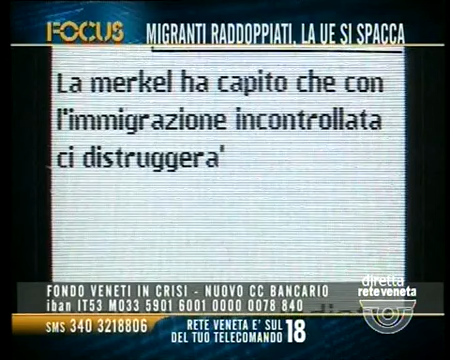 FOCUS
MIGRANTI RADDOPPIATI. LA UE SI SPACCA
La merkel ha capito che con
l'immigrazione incontrollata
ci distruggera'
FONDO VENETI IN CRISI - NUOVO CC BANCARIO
iban IT53 M033 5901 6001 0000 0078 840
diretta
reteveneta
SMS 340 3218806
RETE VENETA E' SUL
DEL TUO TELECOMANDO 18